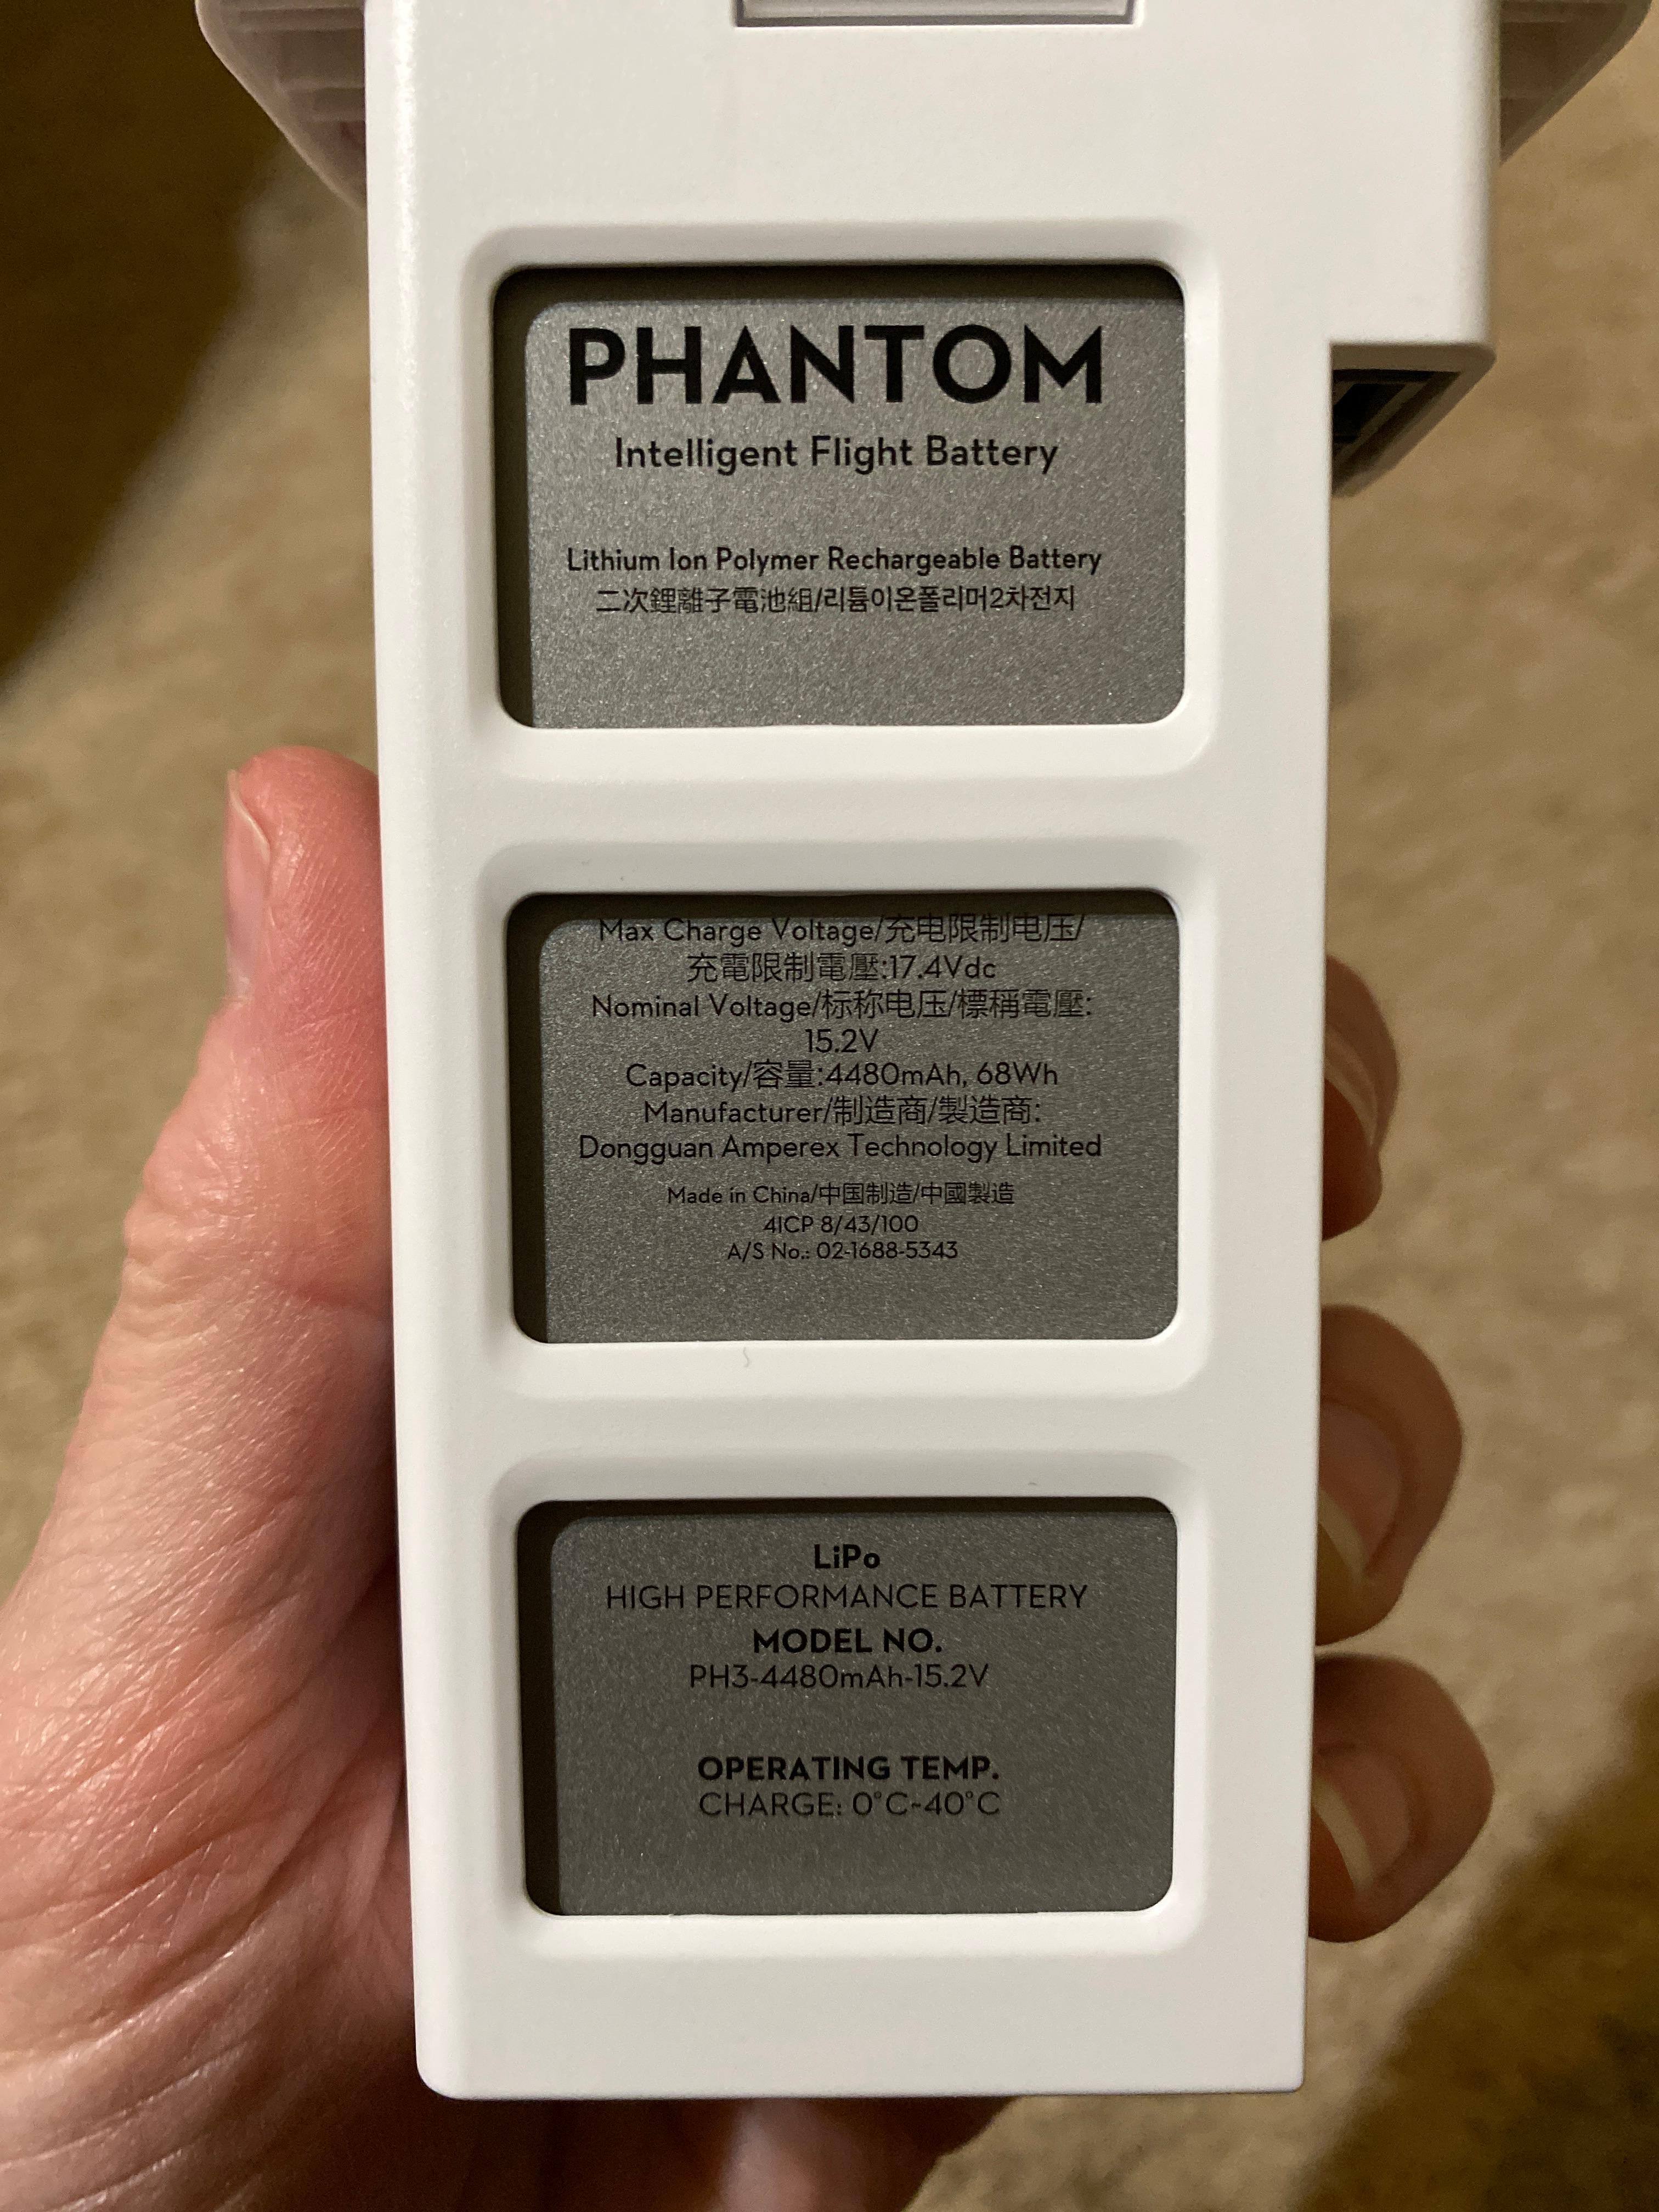 PHANTOM
Intelligent Flight Battery
Lithium Ion Polymer Rechargeable Battery
二次鋰離子電池組/리튬이온폴리머2차전지
Max Charge Voltage/充电限制电压/
充電限制電壓:17.4Vdc
Nominal Voltage/标称电压/標稱電壓:
15.2V
Capacity/容量:4480mAh, 68Wh
Manufacturer/制造商/製造商:
Dongguan Amperex Technology Limited
Made in China/中国制造/中國製造
4ICP 8/43/100
A/S No.: 02-1688-5343
LiPo
HIGH PERFORMANCE BATTERY
MODEL NO.
PH3-4480mAh-15.2V
OPERATING TEMP.
CHARGE: 0°C~40°C